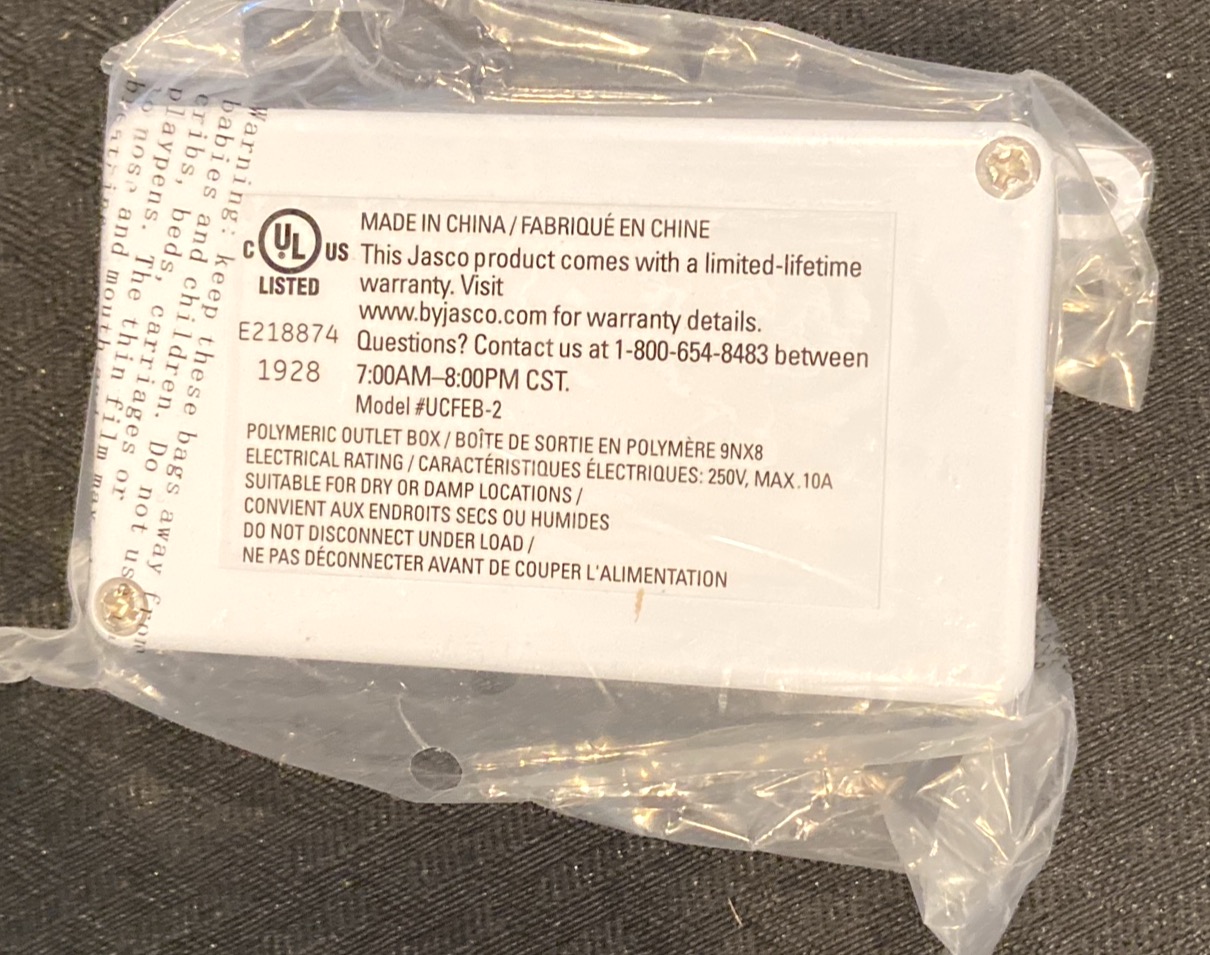 MADE IN CHINA / FABRIQUÉ EN CHINE
This Jasco product comes with a limited-lifetime
warranty. Visit
www.byjasco.com for warranty details.
Questions? Contact us at 1-800-654-8483 between
7:00AM–8:00PM CST.
Model #UCFEB-2
C UL US
LISTED
E218874
1928
POLYMERIC OUTLET BOX / BOÎTE DE SORTIE EN POLYMÈRE 9NX8
ELECTRICAL RATING / CARACTÉRISTIQUES ÉLECTRIQUES: 250V, MAX.10A
SUITABLE FOR DRY OR DAMP LOCATIONS /
CONVIENT AUX ENDROITS SECS OU HUMIDES
DO NOT DISCONNECT UNDER LOAD /
NE PAS DÉCONNECTER AVANT DE COUPER L'ALIMENTATION
Warning: keep these bags away from
babies and children. Do not use
cribs, beds, carriages or
playpens. The thin film may
nose and mouth